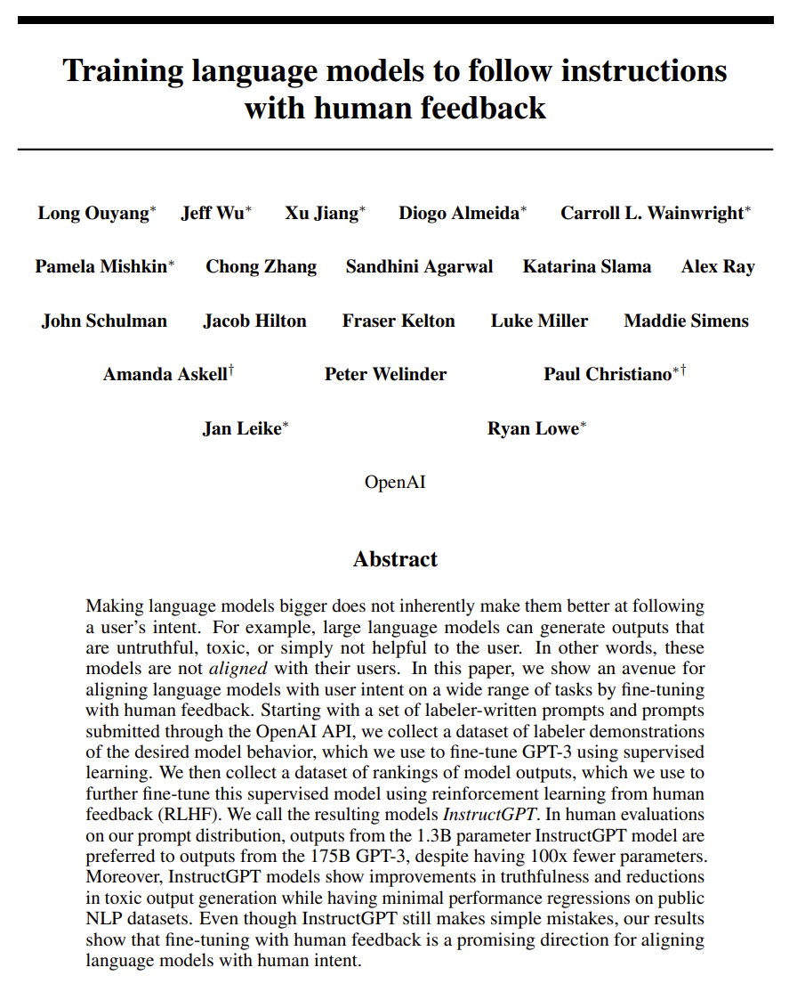 Training language models to follow instructions
with human feedback
Long Ouyang* Jeff Wu* Xu Jiang* Diogo Almeida* Carroll L. Wainwright*
Pamela Mishkin* Chong Zhang Sandhini Agarwal Katarina Slama Alex Ray
John Schulman Jacob Hilton Fraser Kelton Luke Miller Maddie Simens
Amanda Askell† Peter Welinder Paul Christiano*†
Jan Leike* Ryan Lowe*
OpenAI
Abstract
Making language models bigger does not inherently make them better at following
a user's intent. For example, large language models can generate outputs that
are untruthful, toxic, or simply not helpful to the user. In other words, these
models are not aligned with their users. In this paper, we show an avenue for
aligning language models with user intent on a wide range of tasks by fine-tuning
with human feedback. Starting with a set of labeler-written prompts and prompts
submitted through the OpenAI API, we collect a dataset of labeler demonstrations
of the desired model behavior, which we use to fine-tune GPT-3 using supervised
learning. We then collect a dataset of rankings of model outputs, which we use to
further fine-tune this supervised model using reinforcement learning from human
feedback (RLHF). We call the resulting models InstructGPT. In human evaluations
on our prompt distribution, outputs from the 1.3B parameter InstructGPT model are
preferred to outputs from the 175B GPT-3, despite having 100x fewer parameters.
Moreover, InstructGPT models show improvements in truthfulness and reductions
in toxic output generation while having minimal performance regressions on public
NLP datasets. Even though InstructGPT still makes simple mistakes, our results
show that fine-tuning with human feedback is a promising direction for aligning
language models with human intent.